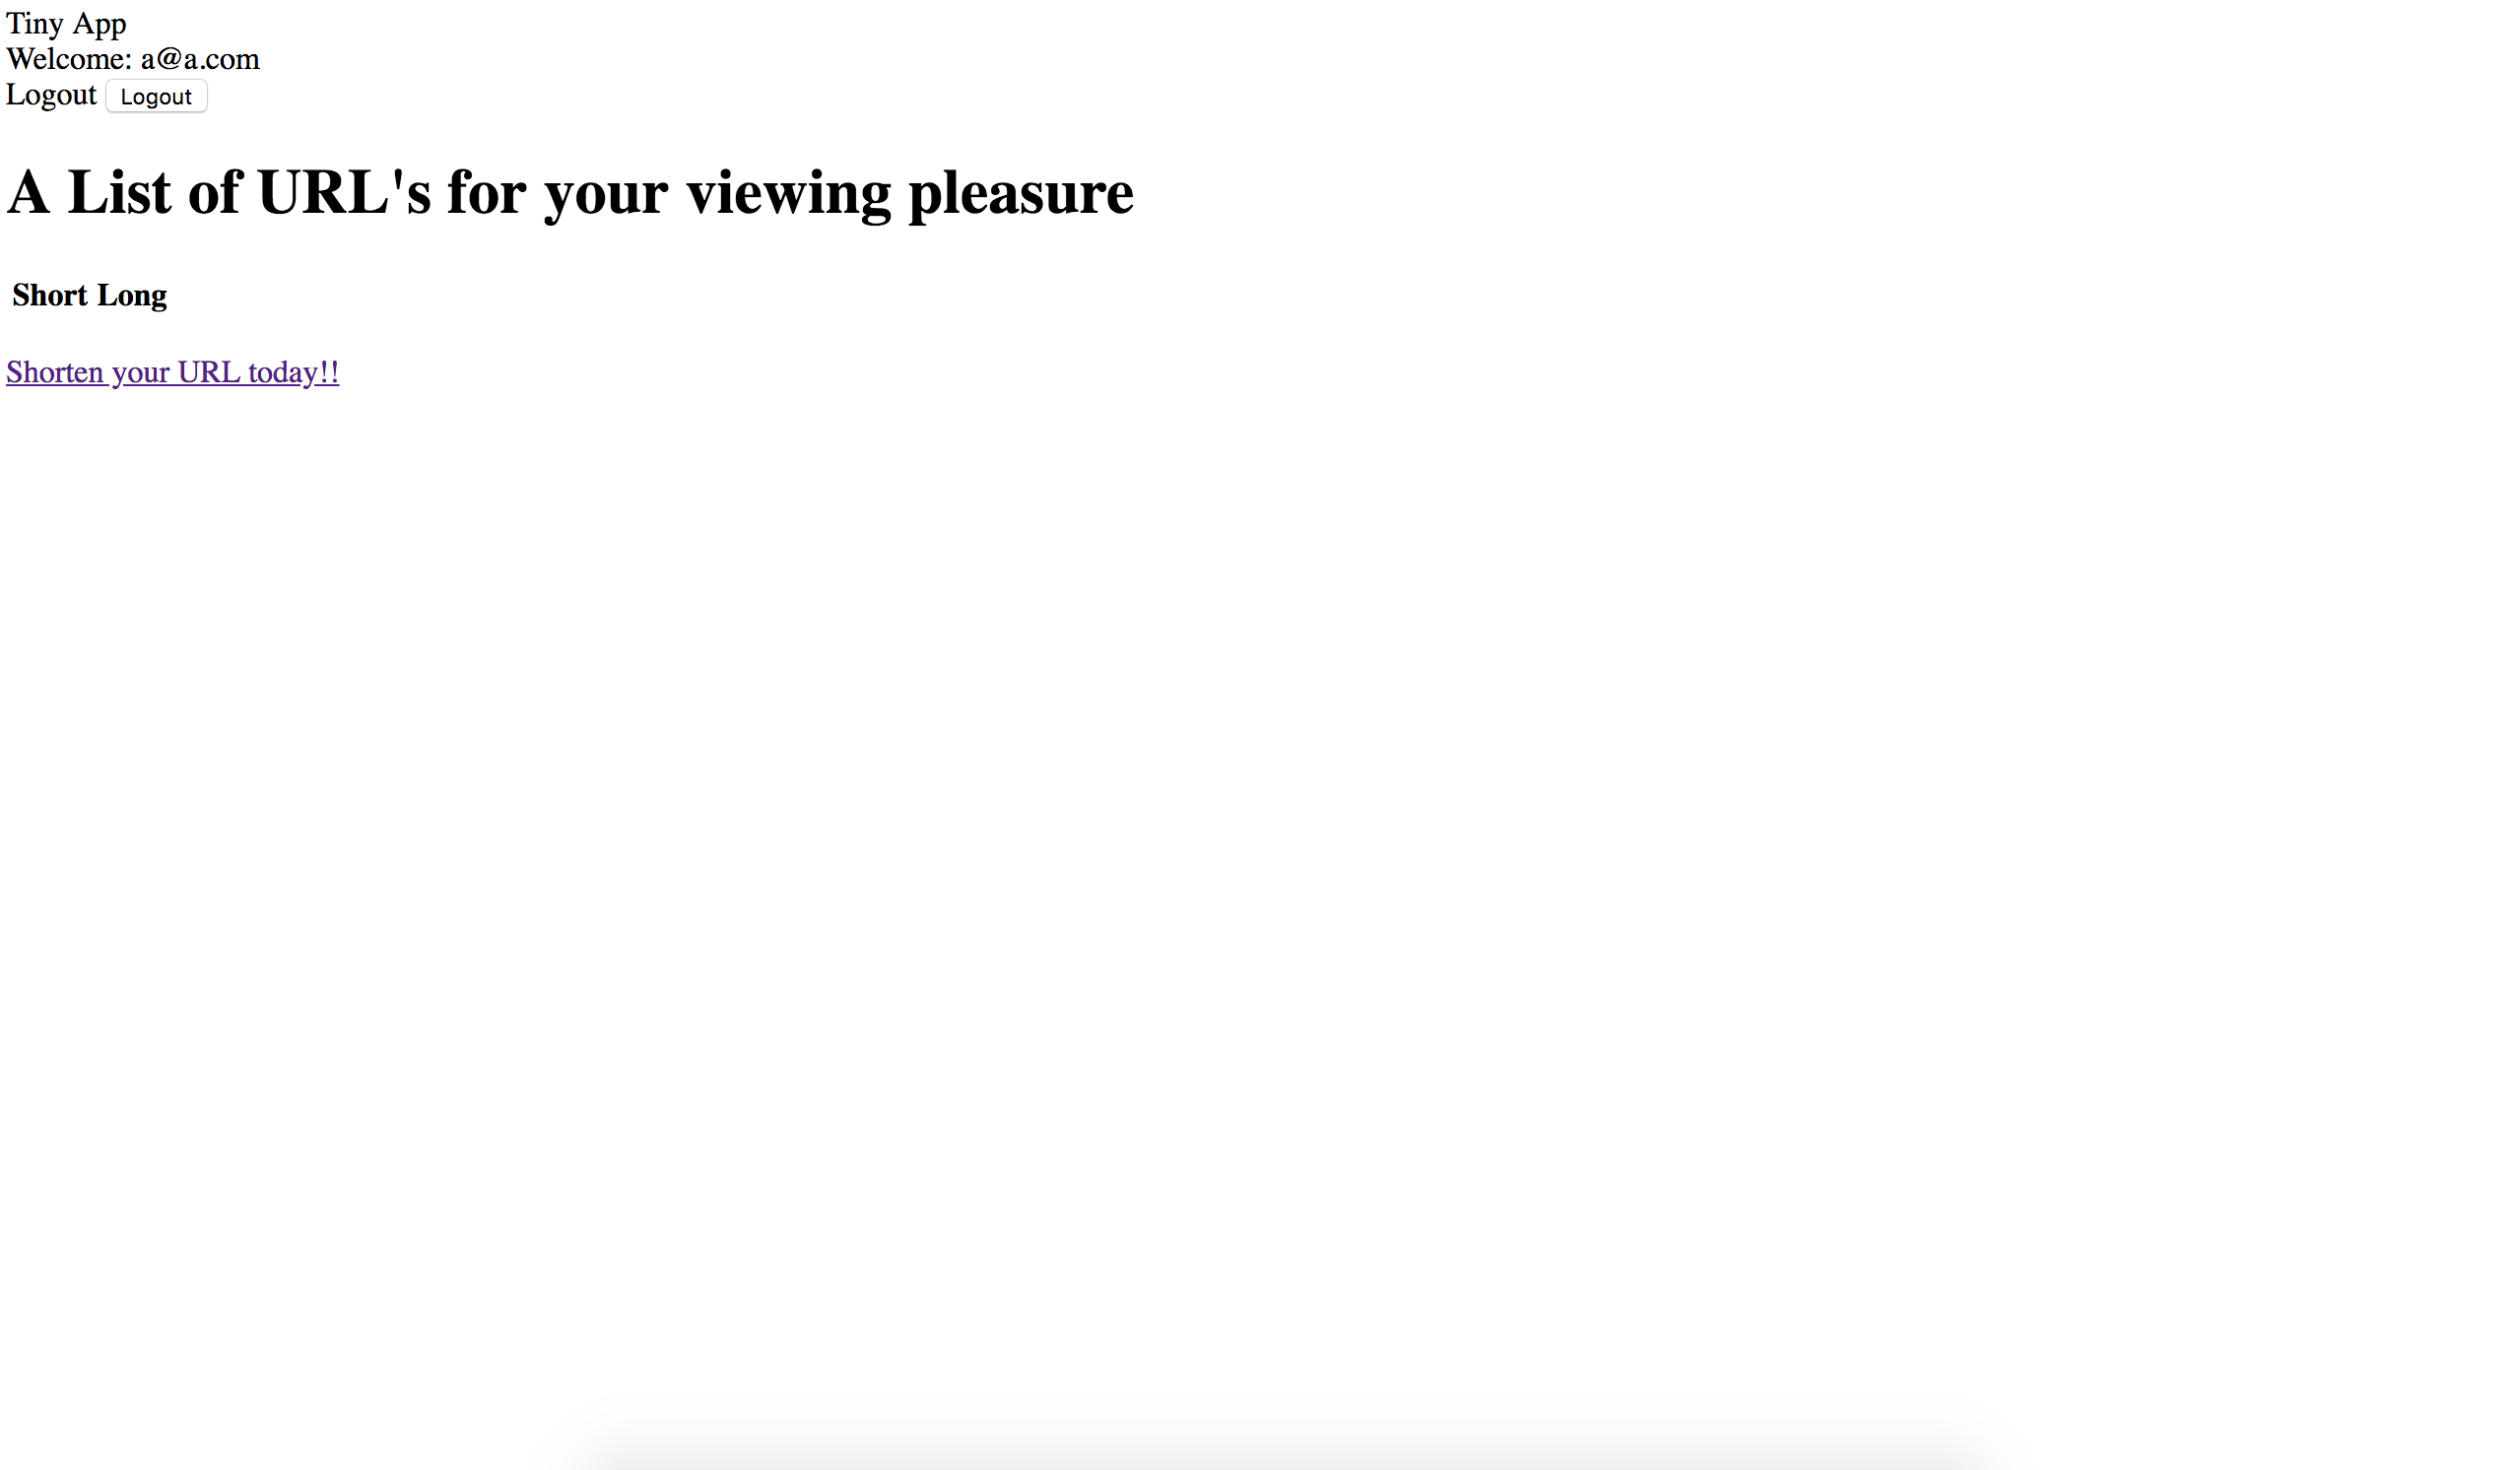 Tiny App
Welcome: a@a.com
Logout Logout
A List of URL's for your viewing pleasure
Short Long
Shorten your URL today!!